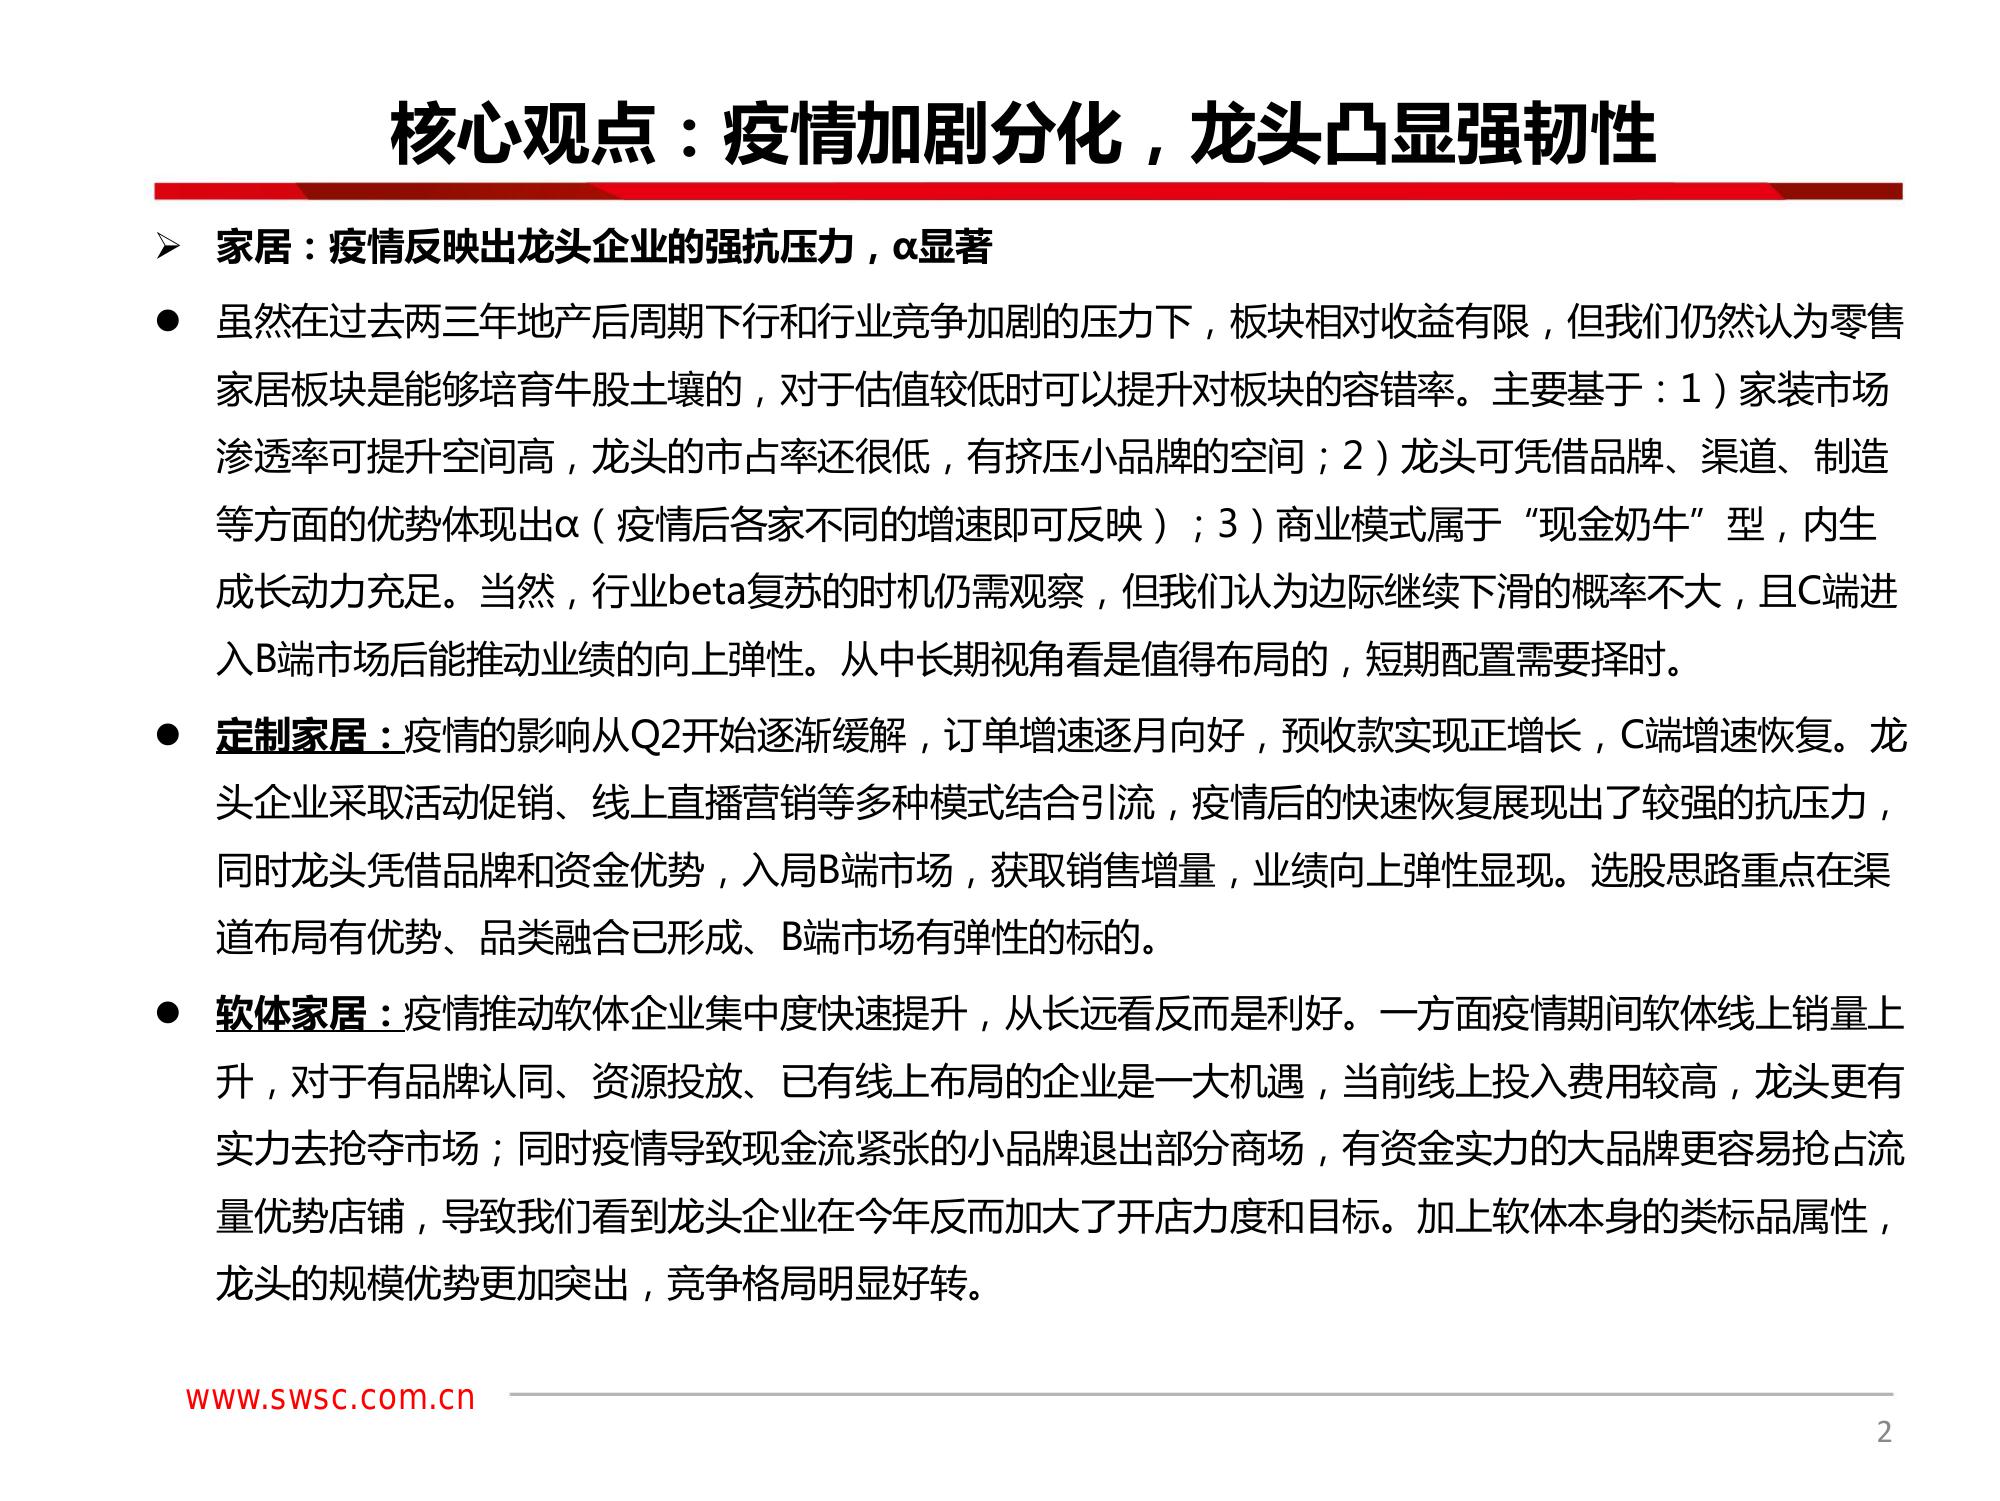 核心观点：疫情加剧分化，龙头凸显强韧性
家居：疫情反映出龙头企业的强抗压力，α显著
虽然在过去两三年地产后周期下行和行业竞争加剧的压力下，板块相对收益有限，但我们仍然认为零售
家居板块是能够培育牛股土壤的，对于估值较低时可以提升对板块的容错率。主要基于：1）家装市场
渗透率可提升空间高，龙头的市占率还很低，有挤压小品牌的空间；2）龙头可凭借品牌、渠道、制造
等方面的优势体现出α（疫情后各家不同的增速即可反映）；3）商业模式属于“现金奶牛”型，内生
成长动力充足。当然，行业beta复苏的时机仍需观察，但我们认为边际继续下滑的概率不大，且C端进
入B端市场后能推动业绩的向上弹性。从中长期视角看是值得布局的，短期配置需要择时。
定制家居：疫情的影响从Q2开始逐渐缓解，订单增速逐月向好，预收款实现正增长，C端增速恢复。龙
头企业采取活动促销、线上直播营销等多种模式结合引流，疫情后的快速恢复展现出了较强的抗压力，
同时龙头凭借品牌和资金优势，入局B端市场，获取销售增量，业绩向上弹性显现。选股思路重点在渠
道布局有优势、品类融合已形成、B端市场有弹性的标的。
软体家居：疫情推动软体企业集中度快速提升，从长远看反而是利好。一方面疫情期间软体线上销量上
升，对于有品牌认同、资源投放、已有线上布局的企业是一大机遇，当前线上投入费用较高，龙头更有
实力去抢夺市场；同时疫情导致现金流紧张的小品牌退出部分商场，有资金实力的大品牌更容易抢占流
量优势店铺，导致我们看到龙头企业在今年反而加大了开店力度和目标。加上软体本身的类标品属性，
龙头的规模优势更加突出，竞争格局明显好转。
www.swsc.com.cn
2